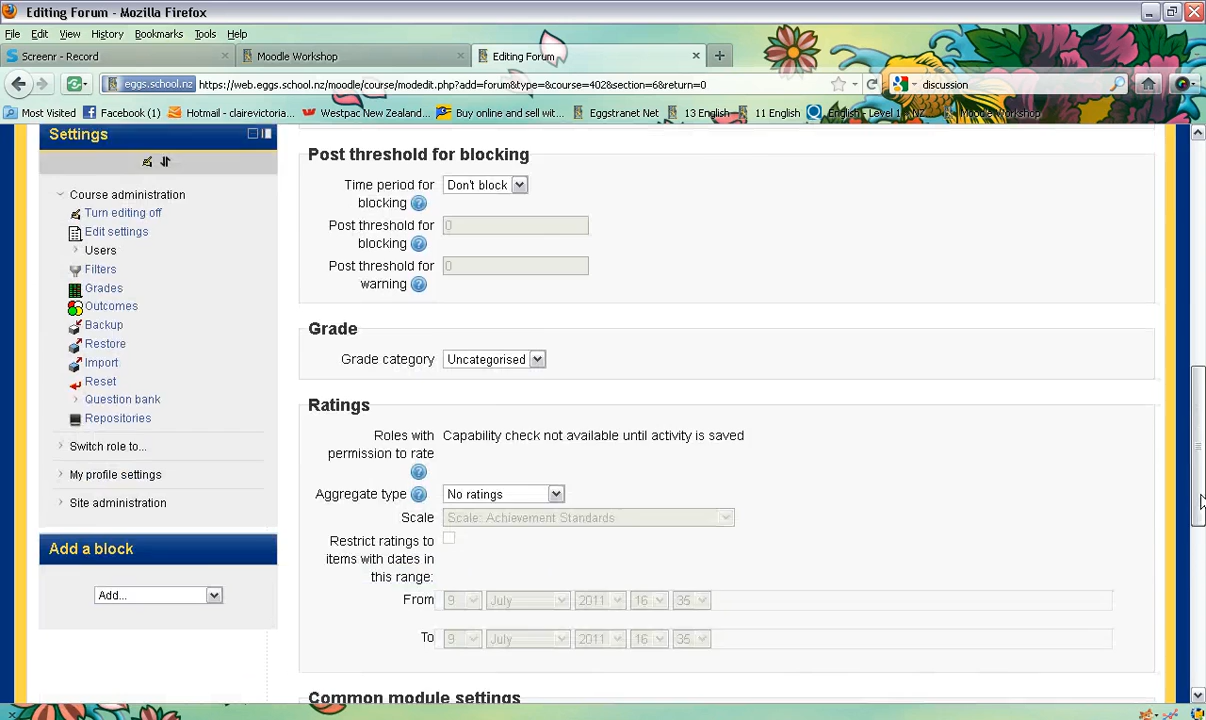 Editing Forum - Mozilla Firefox
File Edit View History Bookmarks Tools Help
Screenr - Record
Moodle Workshop
Editing Forum
eggs.school.nz
https://web.eggs.school.nz/moodle/course/modedit.php?add=forum&type=&course=402&section=6&return=0
discussion
Most Visited
Facebook (1)
Hotmail - clairevictoria...
Westpac New Zealand...
Buy online and sell wit...
Eggstranet Net
13 English
11 English
English - Level 1 - NZ...
Moodle Workshop
Settings
Course administration
Turn editing off
Edit settings
Users
Filters
Grades
Outcomes
Backup
Restore
Import
Reset
Question bank
Repositories
Switch role to...
My profile settings
Site administration
Add a block
Add...
Post threshold for blocking
Time period for
blocking
Don't block
Post threshold for
blocking
0
Post threshold for
warning
0
Grade
Grade category Uncategorised
Ratings
Roles with
permission to rate
Capability check not available until activity is saved
Aggregate type No ratings
Scale Scale: Achievement Standards
Restrict ratings to
items with dates in
this range:
From 9 July 2011 16 35
To 9 July 2011 16 35
Common module settings